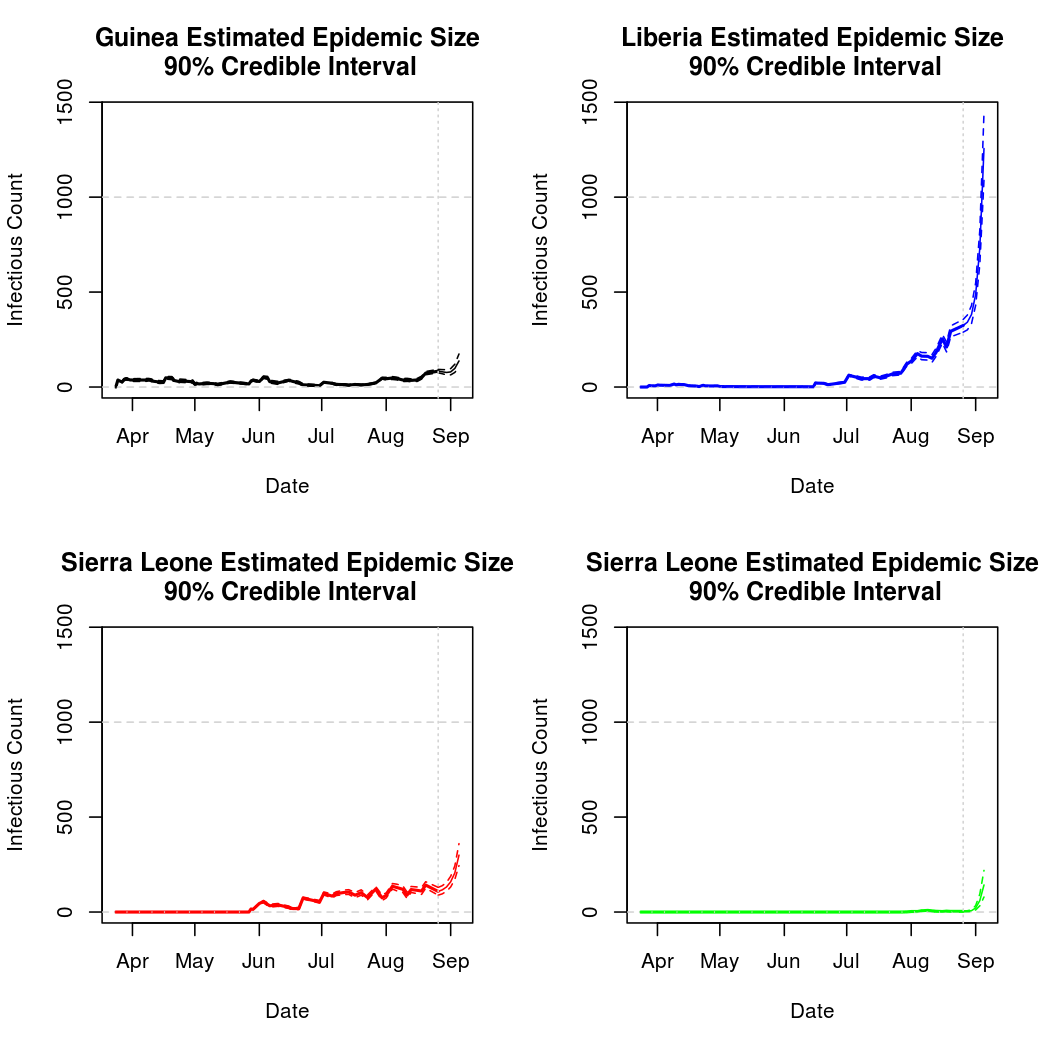 Guinea Estimated Epidemic Size
90% Credible Interval
1500
1000
500
0
Infectious Count
Apr May Jun Jul Aug Sep
Date
Liberia Estimated Epidemic Size
90% Credible Interval
1500
1000
500
0
Infectious Count
Apr May Jun Jul Aug Sep
Date
Sierra Leone Estimated Epidemic Size
90% Credible Interval
1500
1000
500
0
Infectious Count
Apr May Jun Jul Aug Sep
Date
Sierra Leone Estimated Epidemic Size
90% Credible Interval
1500
1000
500
0
Infectious Count
Apr May Jun Jul Aug Sep
Date